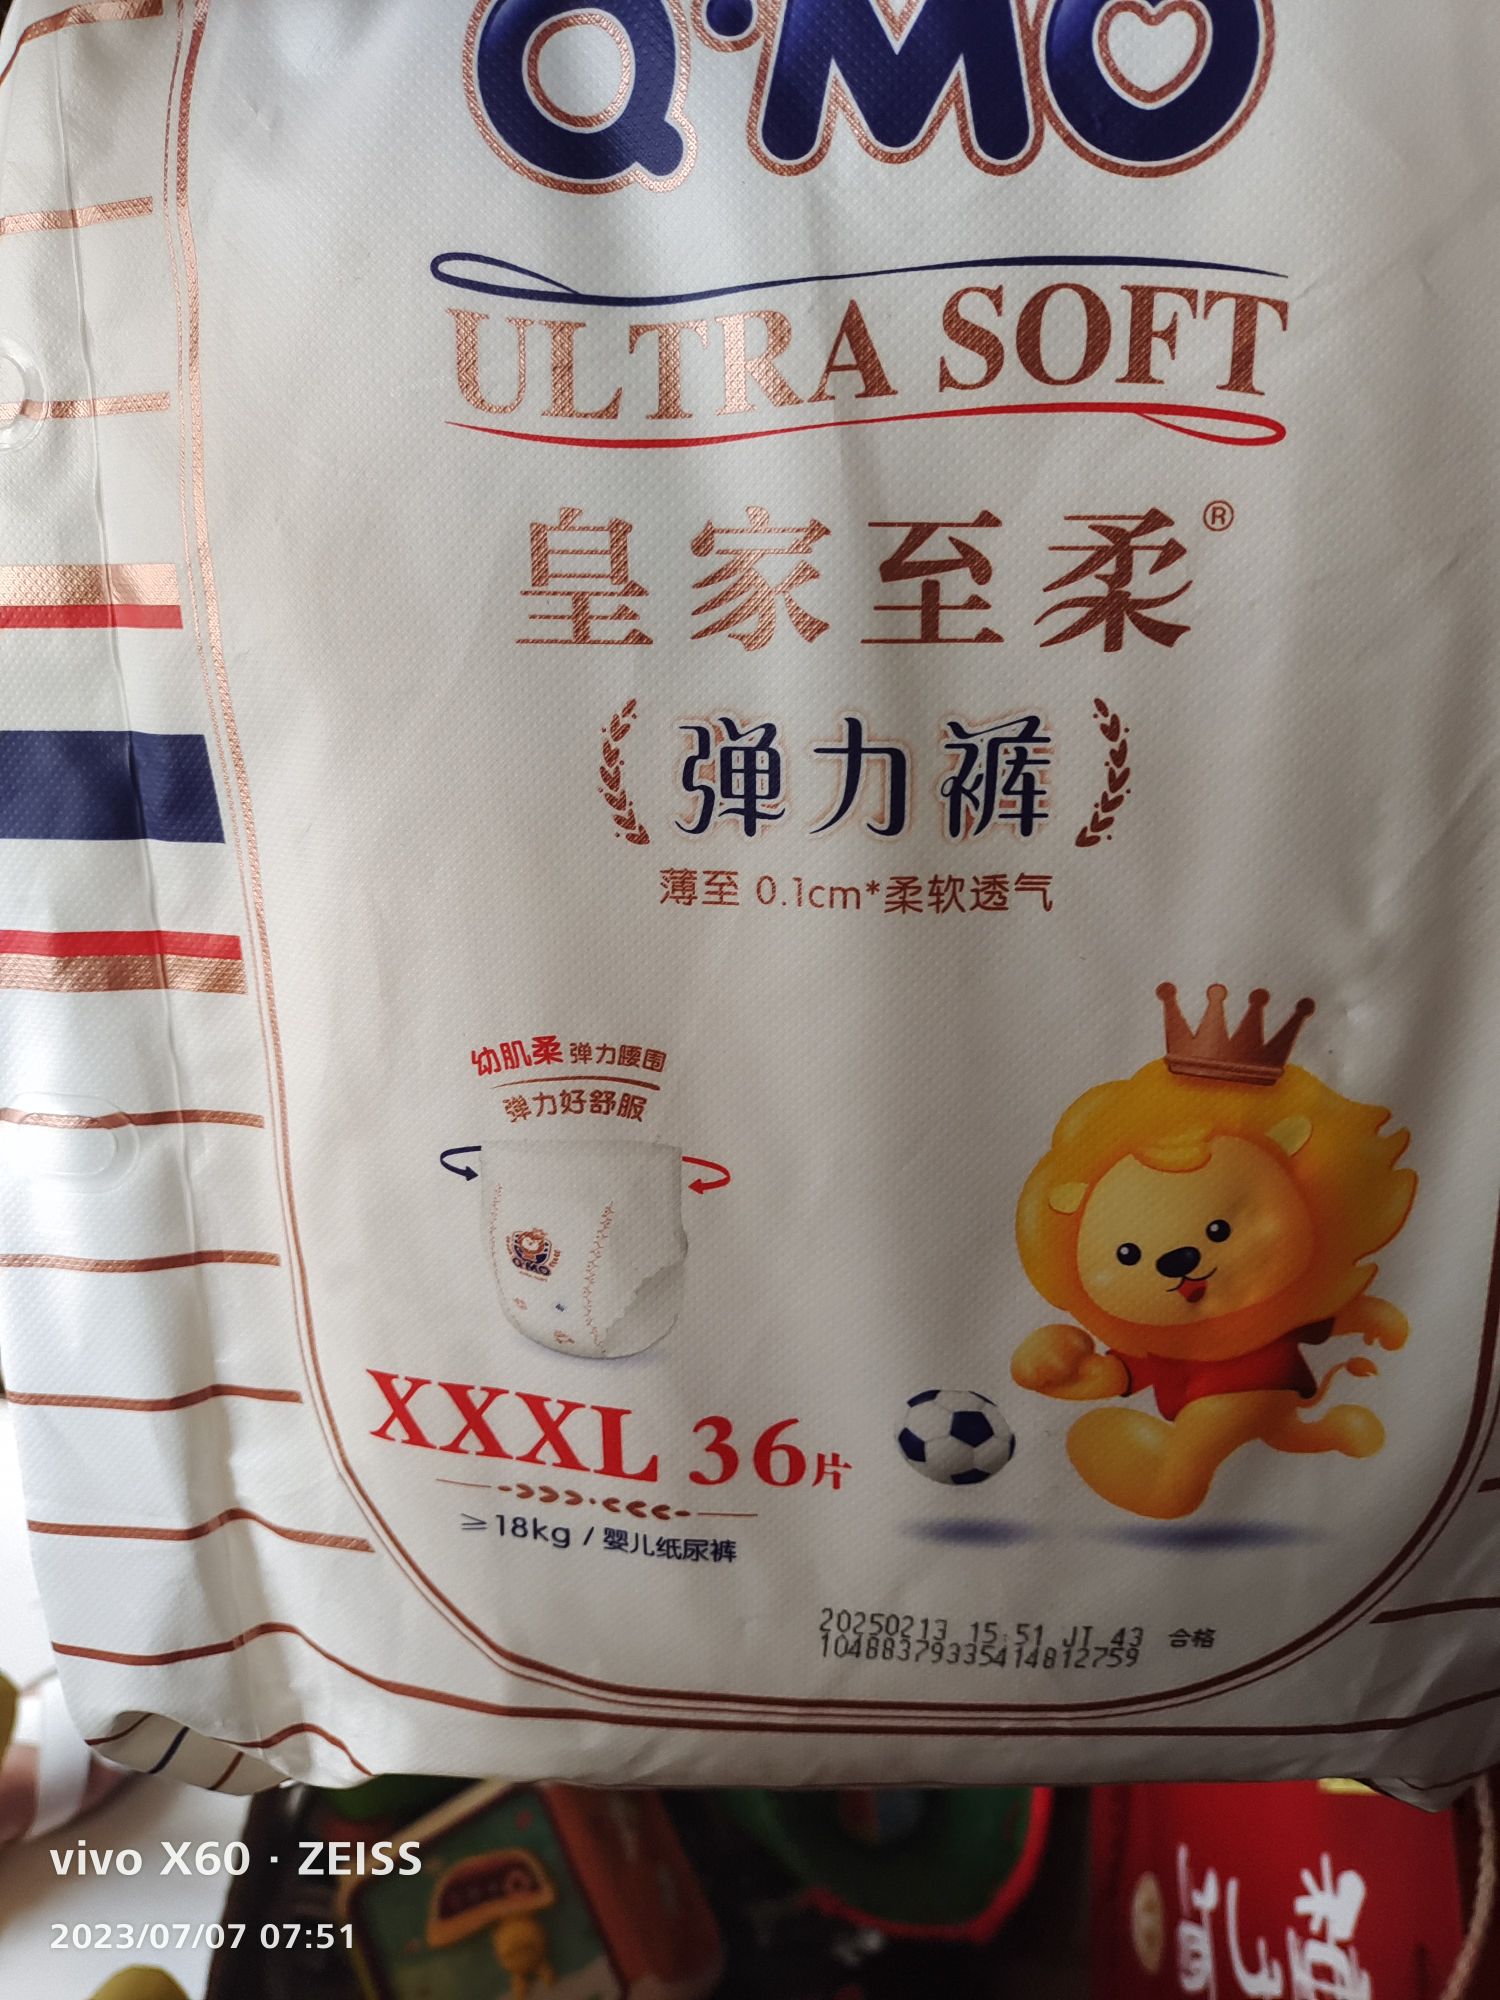 Q·MO
ULTRA SOFT
皇家至柔®
弹力裤
薄至 0.1cm*柔软透气
幼肌柔 弹力腰围
弹力好舒服
Q·MO
XXXL 36片
≥18kg / 婴儿纸尿裤
20250213 15:51 JT 43 合格
10488379335414812759
vivo X60 · ZEISS
2023/07/07 07:51